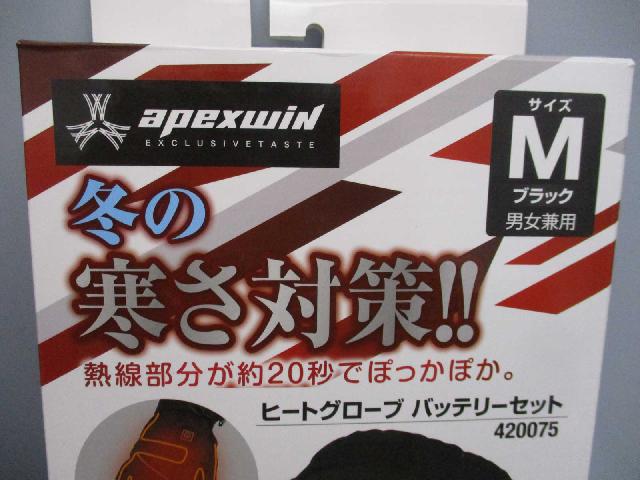 apexwin
EXCLUSIVETASTE
サイズ
M
ブラック
男女兼用
冬の
寒さ対策!!
熱線部分が約20秒でぽっかぽか。
ヒートグローブ バッテリーセット
420075